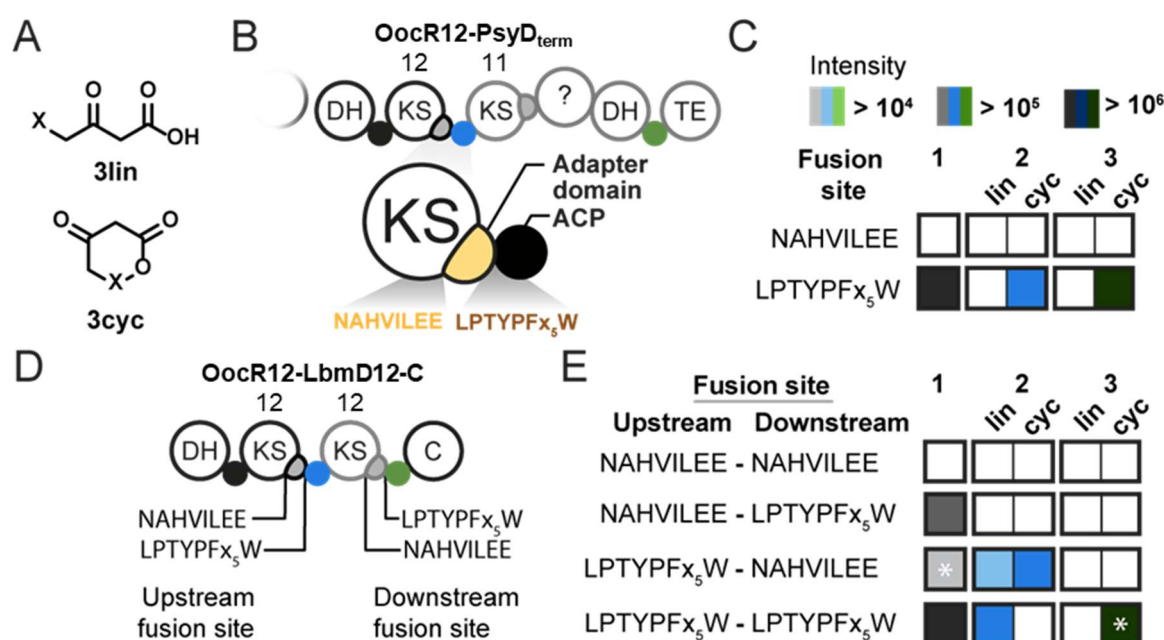 A
X
O
O
OH
3lin
O
O
X
O
3cyc
B
OocR12-PsyDterm
12 11
DH KS KS ? DH TE
KS
Adapter
domain
ACP
NAHVILEE LPTYPFx5W
C
Intensity
> 10⁴ > 10⁵ > 10⁶
Fusion
site
1 2 3
lin cyc lin cyc
NAHVILEE
LPTYPFx5W
D
OocR12-LbmD12-C
12 12
DH KS KS C
NAHVILEE LPTYPFx5W
LPTYPFx5W NAHVILEE
Upstream
fusion site
Downstream
fusion site
E
Fusion site
Upstream Downstream
1 2 3
lin cyc lin cyc
NAHVILEE - NAHVILEE
NAHVILEE - LPTYPFx5W
LPTYPFx5W - NAHVILEE *
LPTYPFx5W - LPTYPFx5W *